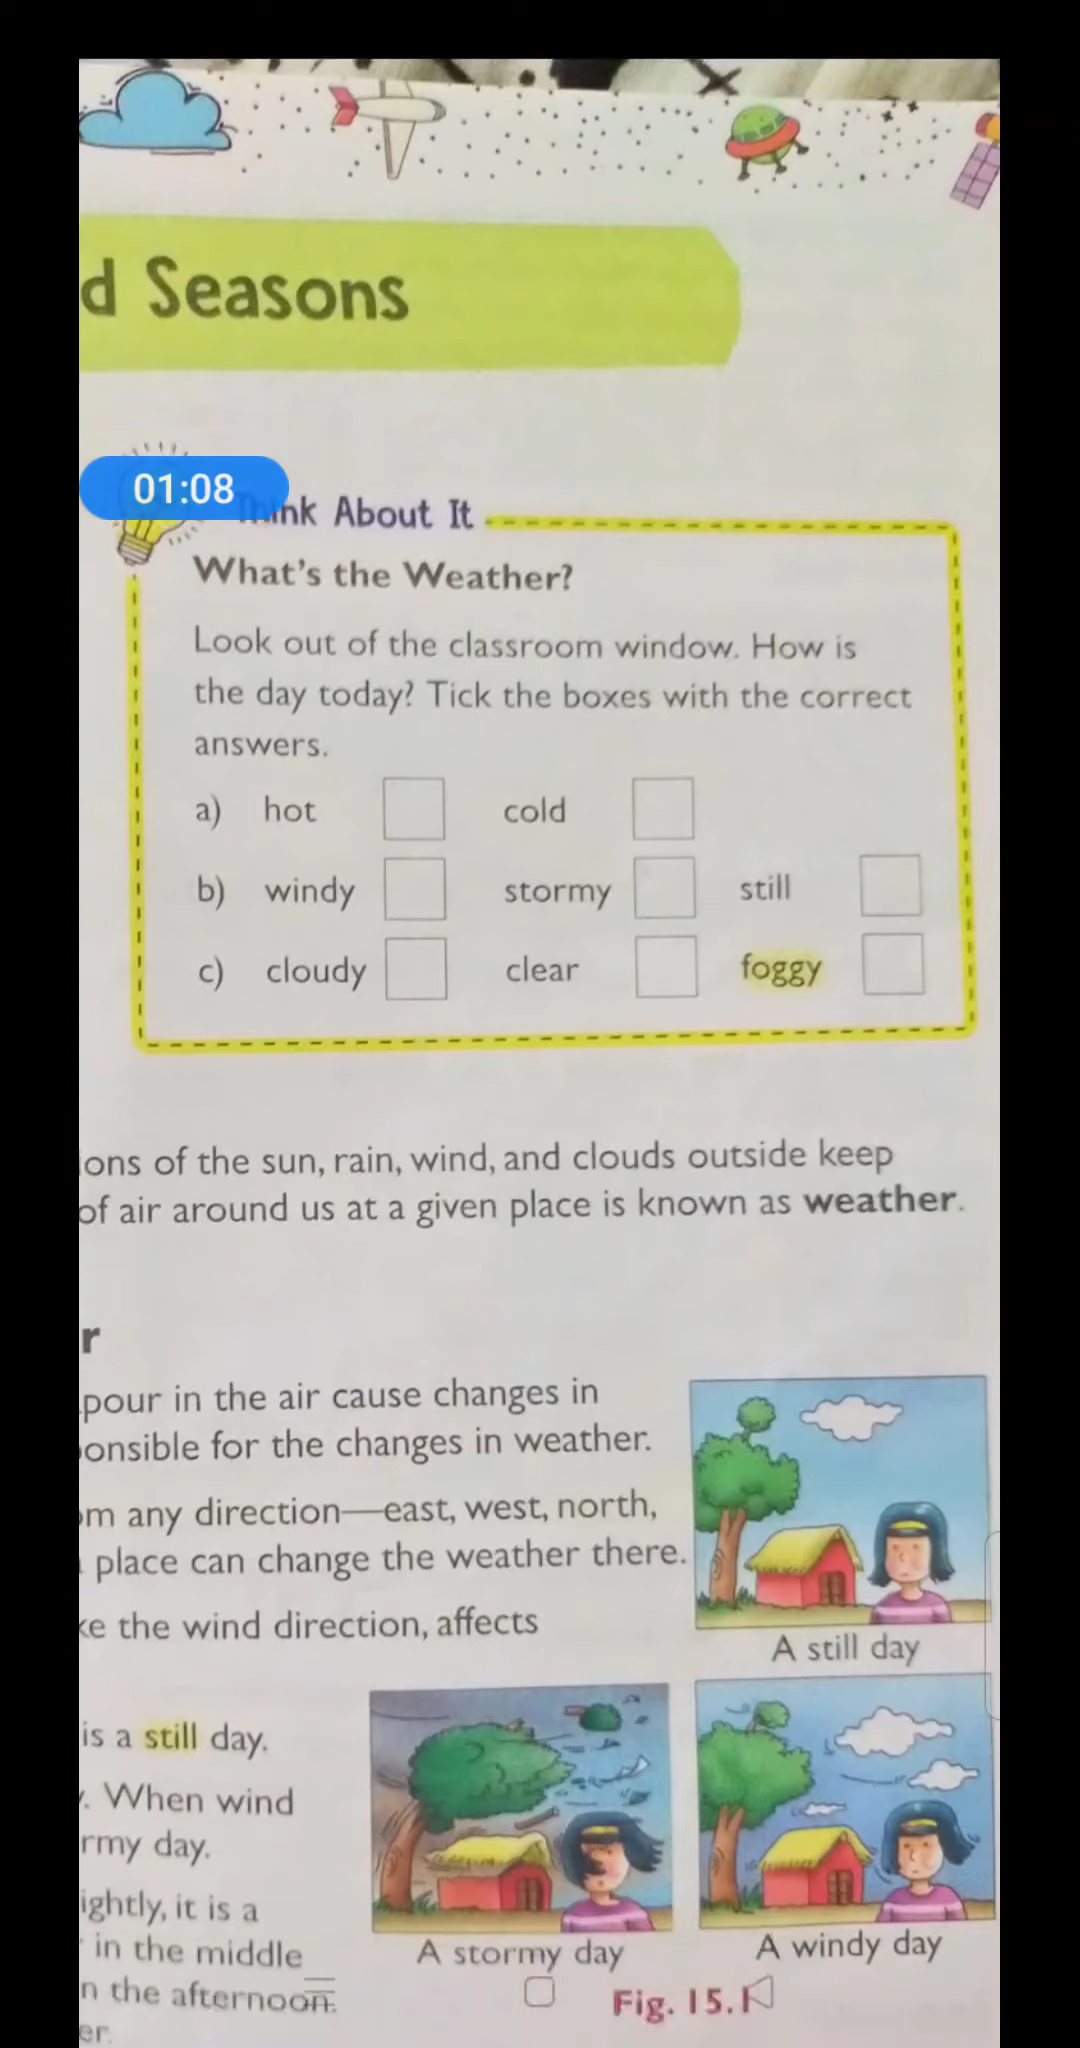 d Seasons
01:08
Think About It
What's the Weather?
Look out of the classroom window. How is
the day today? Tick the boxes with the correct
answers.
a) hot cold
b) windy stormy still
c) cloudy clear foggy
ions of the sun, rain, wind, and clouds outside keep
of air around us at a given place is known as weather.
r
pour in the air cause changes in
onsible for the changes in weather.
om any direction—east, west, north,
place can change the weather there.
ke the wind direction, affects
A still day
is a still day.
. When wind
rmy day.
ightly, it is a
in the middle
n the afternoon.
er.
A stormy day
A windy day
Fig. 15.1